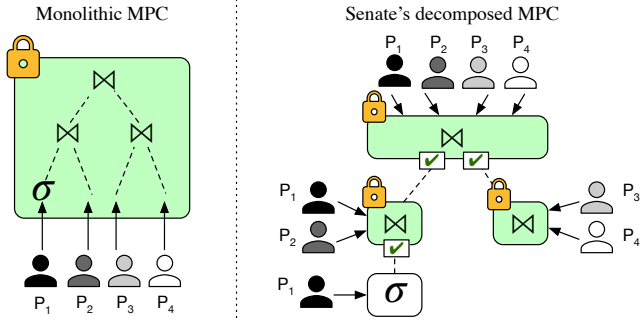 Monolithic MPC
⋈
⋈ ⋈
σ
P1 P2 P3 P4
Senate's decomposed MPC
P1 P2 P3 P4
⋈
✔ ✔
P1
P2
⋈
✔
⋈
P3
P4
P1
σ